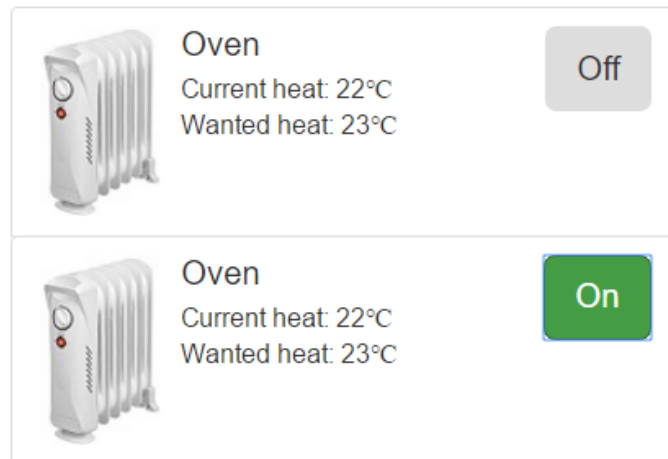 Oven
Current heat: 22℃
Wanted heat: 23℃
Off
Oven
Current heat: 22℃
Wanted heat: 23℃
On